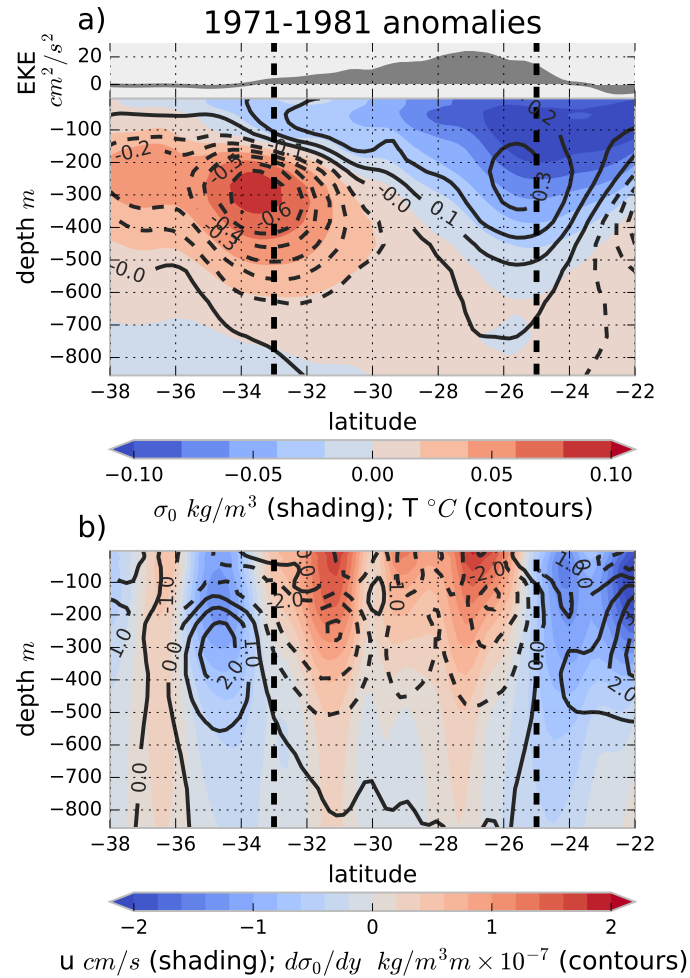 a) 1971-1981 anomalies
EKE
cm²/s²
20
0
-0.2
-0.5
-0.6
-0.4
-0.3
-0.0
-0.0
0.1
0.2
0.3
−100
−200
−300
−400
−500
−600
−700
−800
depth m
−38 −36 −34 −32 −30 −28 −26 −24 −22
latitude
−0.10 −0.05 0.00 0.05 0.10
σ₀ kg/m³ (shading); T °C (contours)
b)
1.0
0.0
1.0
0.0
2.0
1.0
-2.0
0.0
1.0
0.0
2.0
−100
−200
−300
−400
−500
−600
−700
−800
depth m
−38 −36 −34 −32 −30 −28 −26 −24 −22
latitude
−2 −1 0 1 2
u cm/s (shading); dσ₀/dy kg/m³m × 10⁻⁷ (contours)